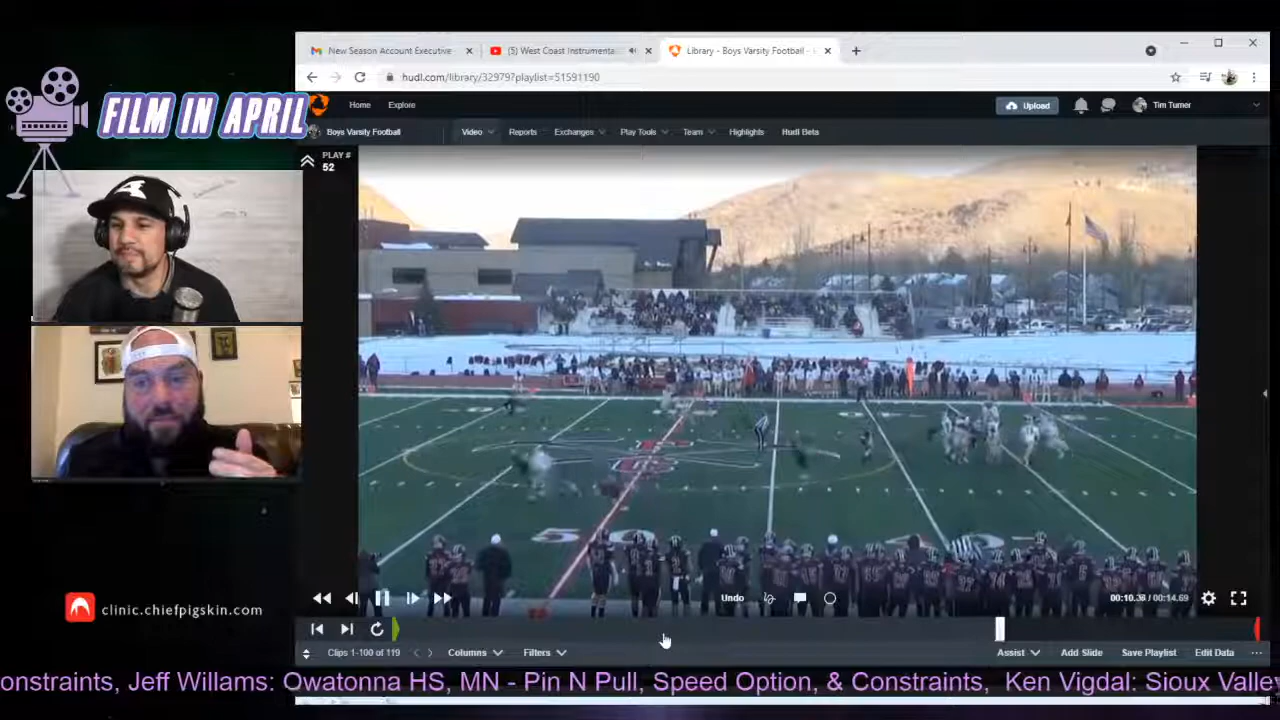 New Season Account Executive
(5) West Coast Instrumenta
Library - Boys Varsity Football -
hudl.com/library/32979?playlist=51591190
FILM IN APRIL
Home
Explore
Upload
Tim Turner
Boys Varsity Football
Video
Reports
Exchanges
Play Tools
Team
Highlights
Hudl Beta
PLAY #
52
50
Undo
00:14.69
clinic.chiefpigskin.com
Clips 1-100 of 119
Columns
Filters
Assist
Add Slide
Save Playlist
Edit Data
onstraints, Jeff Willams: Owatonna HS, MN - Pin N Pull, Speed Option, & Constraints, Ken Vigdal: Sioux Valley